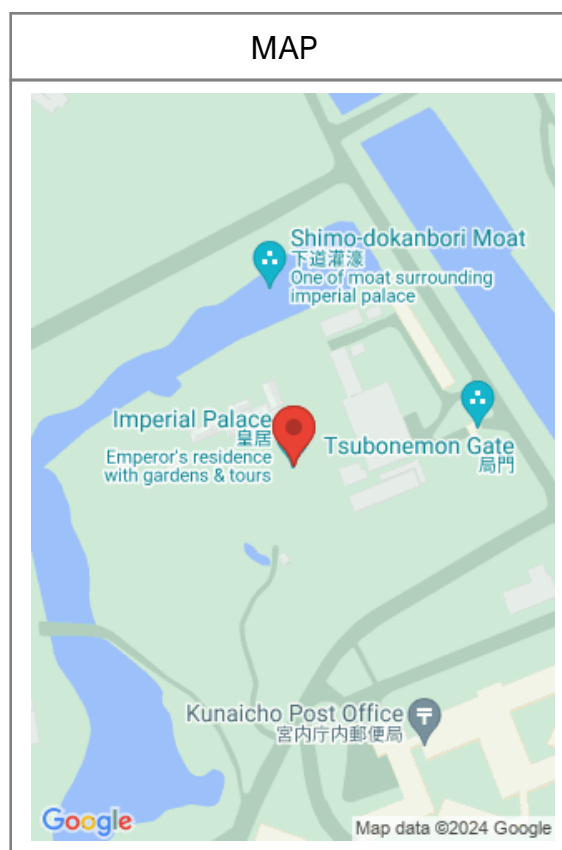 MAP
Shimo-dokanbori Moat
下道灌濠
One of moat surrounding
imperial palace
Imperial Palace
皇居
Emperor's residence
with gardens & tours
Tsubonemon Gate
局門
Kunaicho Post Office
宮内庁内郵便局
Google
Map data ©2024 Google